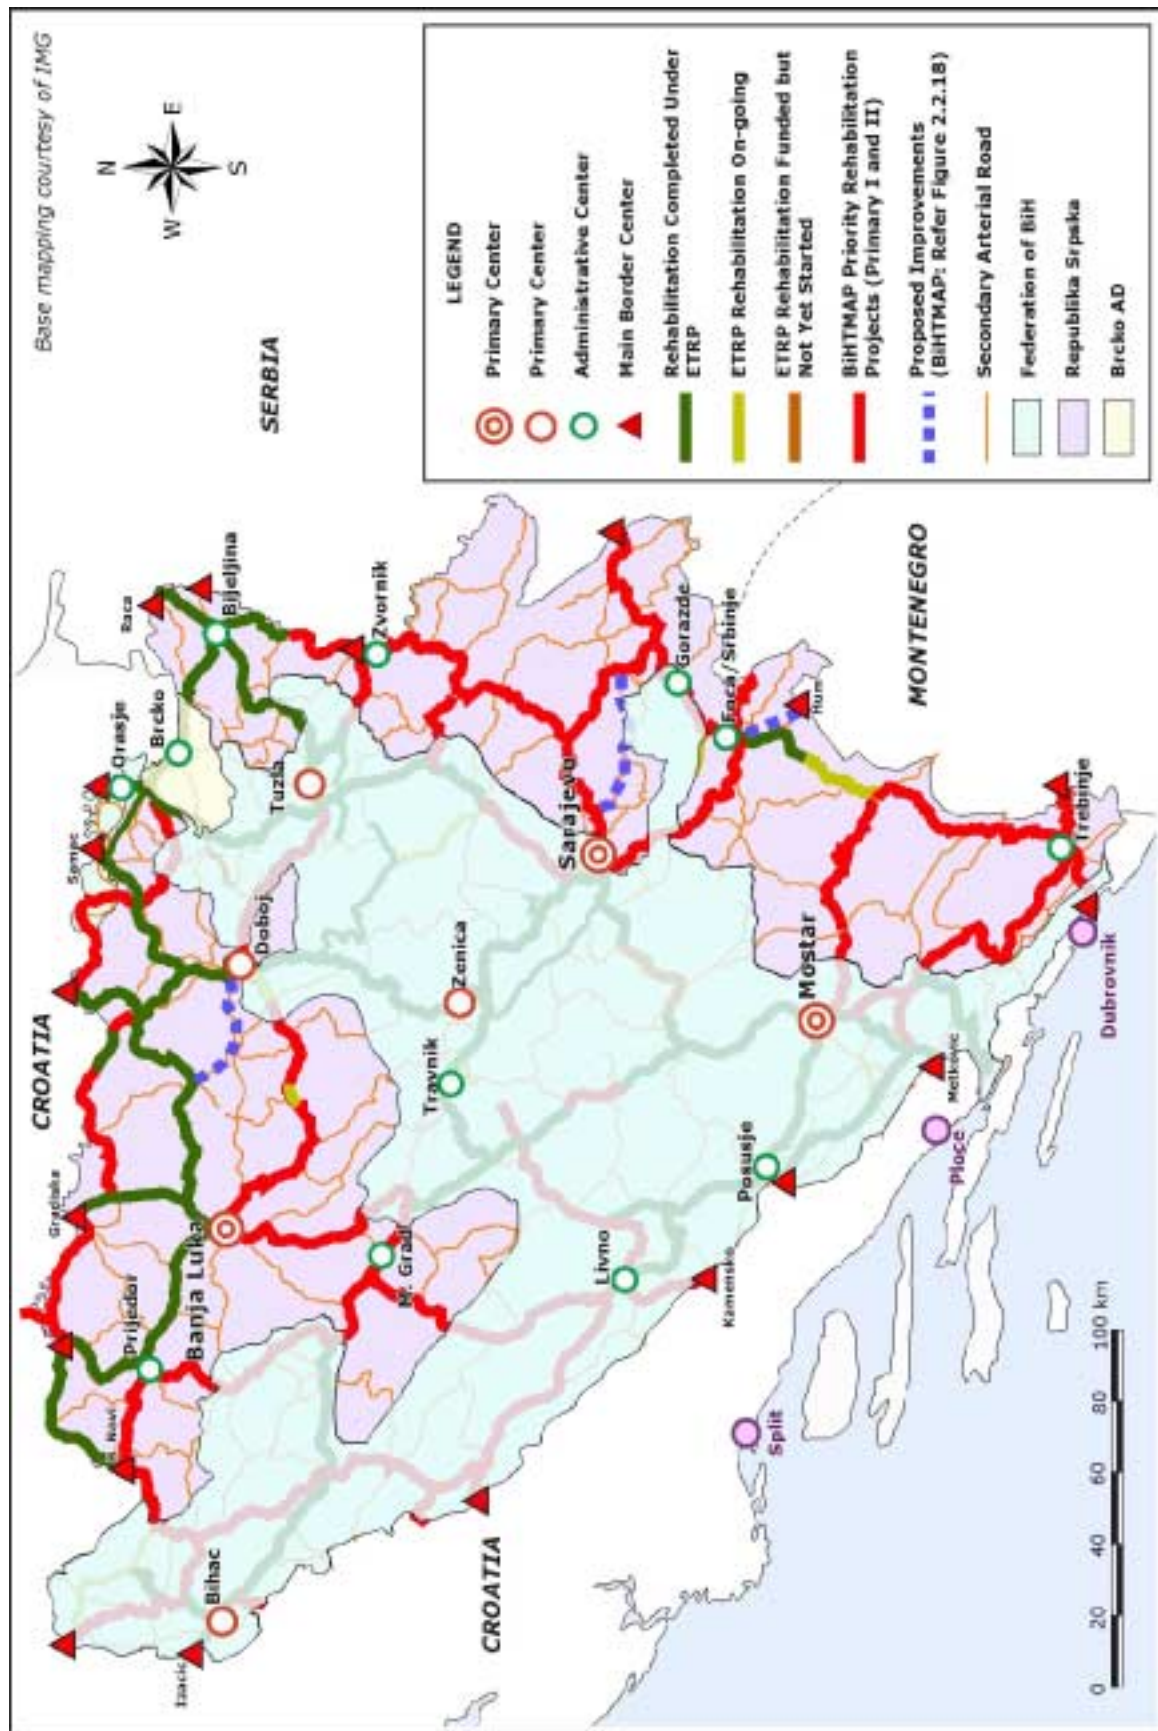 Base mapping courtesy of IMG
N
W
E
S
SERBIA
CROATIA
MONTENEGRO
CROATIA
LEGEND
Primary Center
Primary Center
Administrative Center
Main Border Center
Rehabilitation Completed Under
ETRP
ETRP Rehabilitation On-going
ETRP Rehabilitation Funded but
Not Yet Started
BiHTMAP Priority Rehabilitation
Projects (Primary I and II)
Proposed Improvements
(BiHTMAP: Refer Figure 2.2.18)
Secondary Arterial Road
Federation of BiH
Republika Srpska
Brcko AD
Raca
Bijeljina
Orasje
Brcko
Samac
Tuzla
Zvornik
Doboj
Gradiska
Banja Luka
Prijedor
Novi
Bihac
Izacic
Zenica
Travnik
M. Grad
Sarajevo
Gorazde
Foca/Srbinje
Hum
Trebinje
Mostar
Dubrovnik
Metkovic
Ploce
Posusje
Livno
Kamensko
Split
0
20
40
60
80
100 km